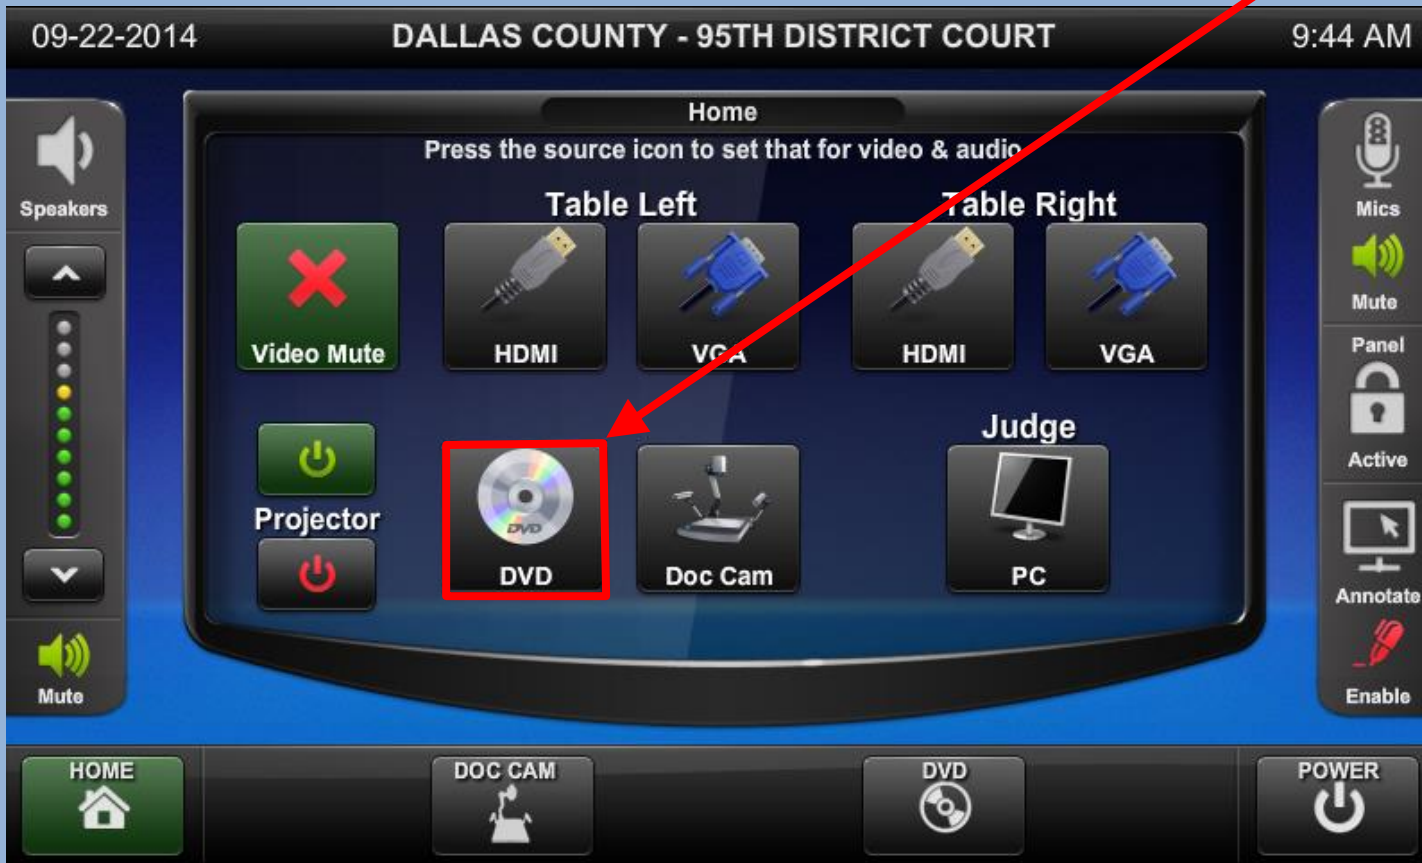 09-22-2014
DALLAS COUNTY - 95TH DISTRICT COURT
9:44 AM
Home
Press the source icon to set that for video & audio
Speakers
Mute
Table Left
Table Right
Video Mute
HDMI
VGA
HDMI
VGA
Projector
DVD
DVD
Doc Cam
Judge
PC
Mics
Mute
Panel
Active
Annotate
Enable
HOME
DOC CAM
DVD
POWER